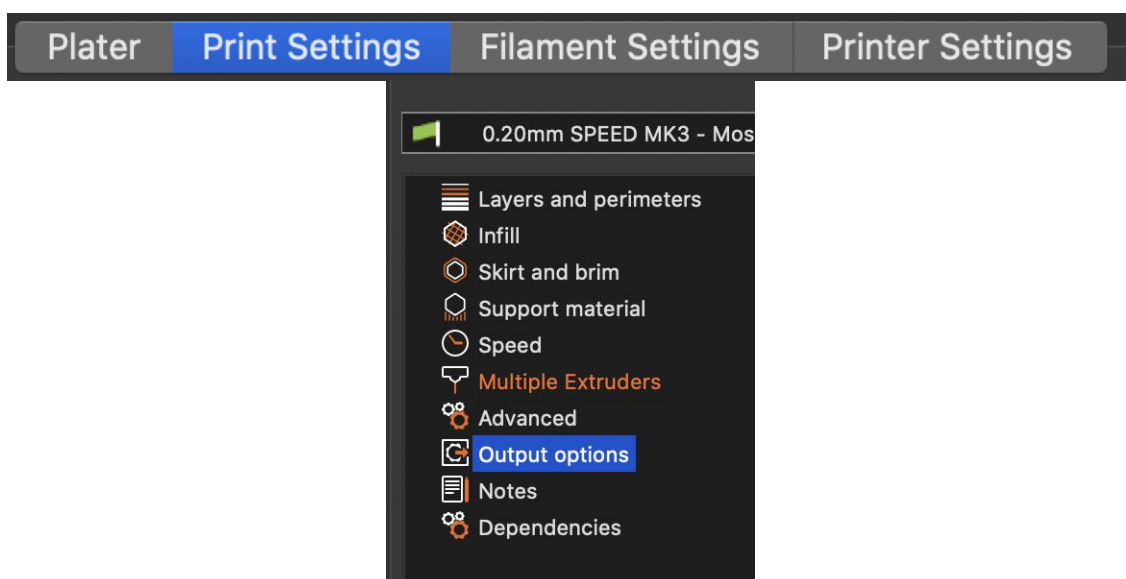 Plater Print Settings Filament Settings Printer Settings
0.20mm SPEED MK3 - Mos
Layers and perimeters
Infill
Skirt and brim
Support material
Speed
Multiple Extruders
Advanced
Output options
Notes
Dependencies